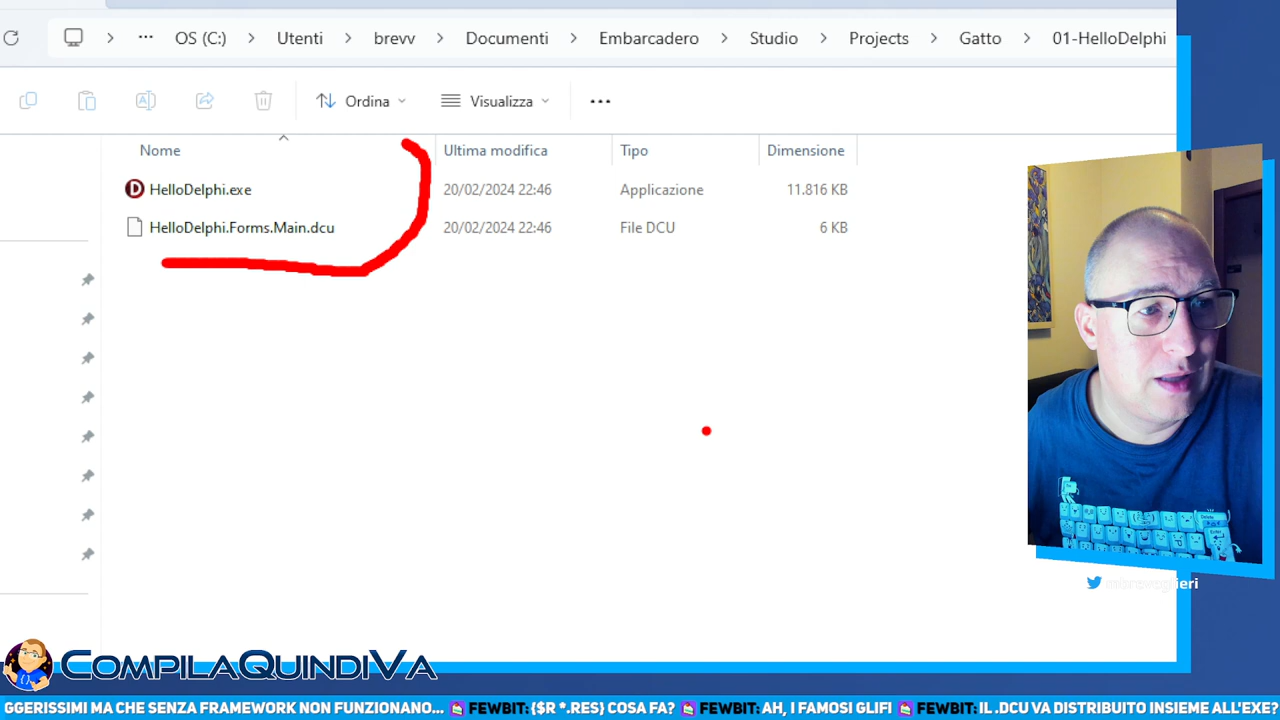 OS (C:) > Utenti > brevv > Documenti > Embarcadero > Studio > Projects > Gatto > 01-HelloDelphi
Ordina Visualizza
Nome Ultima modifica Tipo Dimensione
HelloDelphi.exe 20/02/2024 22:46 Applicazione 11.816 KB
HelloDelphi.Forms.Main.dcu 20/02/2024 22:46 File DCU 6 KB
Delete
Enter
CompilaQuindiVa
GGERISSIMI MA CHE SENZA FRAMEWORK NON FUNZIONANO... FEWBIT: {$R *.RES} COSA FA? FEWBIT: AH, I FAMOSI GLIFI FEWBIT: IL .DCU VA DISTRIBUITO INSIEME ALL'EXE?